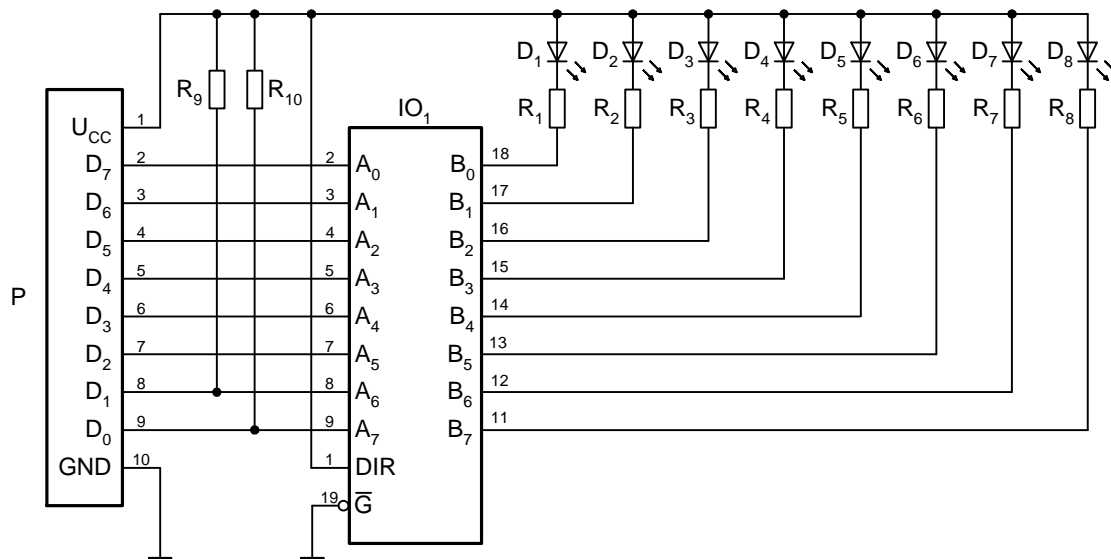 D₁ D₂ D₃ D₄ D₅ D₆ D₇ D₈
R₉ R₁₀
R₁ R₂ R₃ R₄ R₅ R₆ R₇ R₈
IO₁
U_CC 1
D₇ 2 2 A₀ B₀ 18
D₆ 3 3 A₁ B₁ 17
D₅ 4 4 A₂ B₂ 16
D₄ 5 5 A₃ B₃ 15
P
D₃ 6 6 A₄ B₄ 14
D₂ 7 7 A₅ B₅ 13
D₁ 8 8 A₆ B₆ 12
D₀ 9 9 A₇ B₇ 11
GND 10 1 DIR
19 G̅